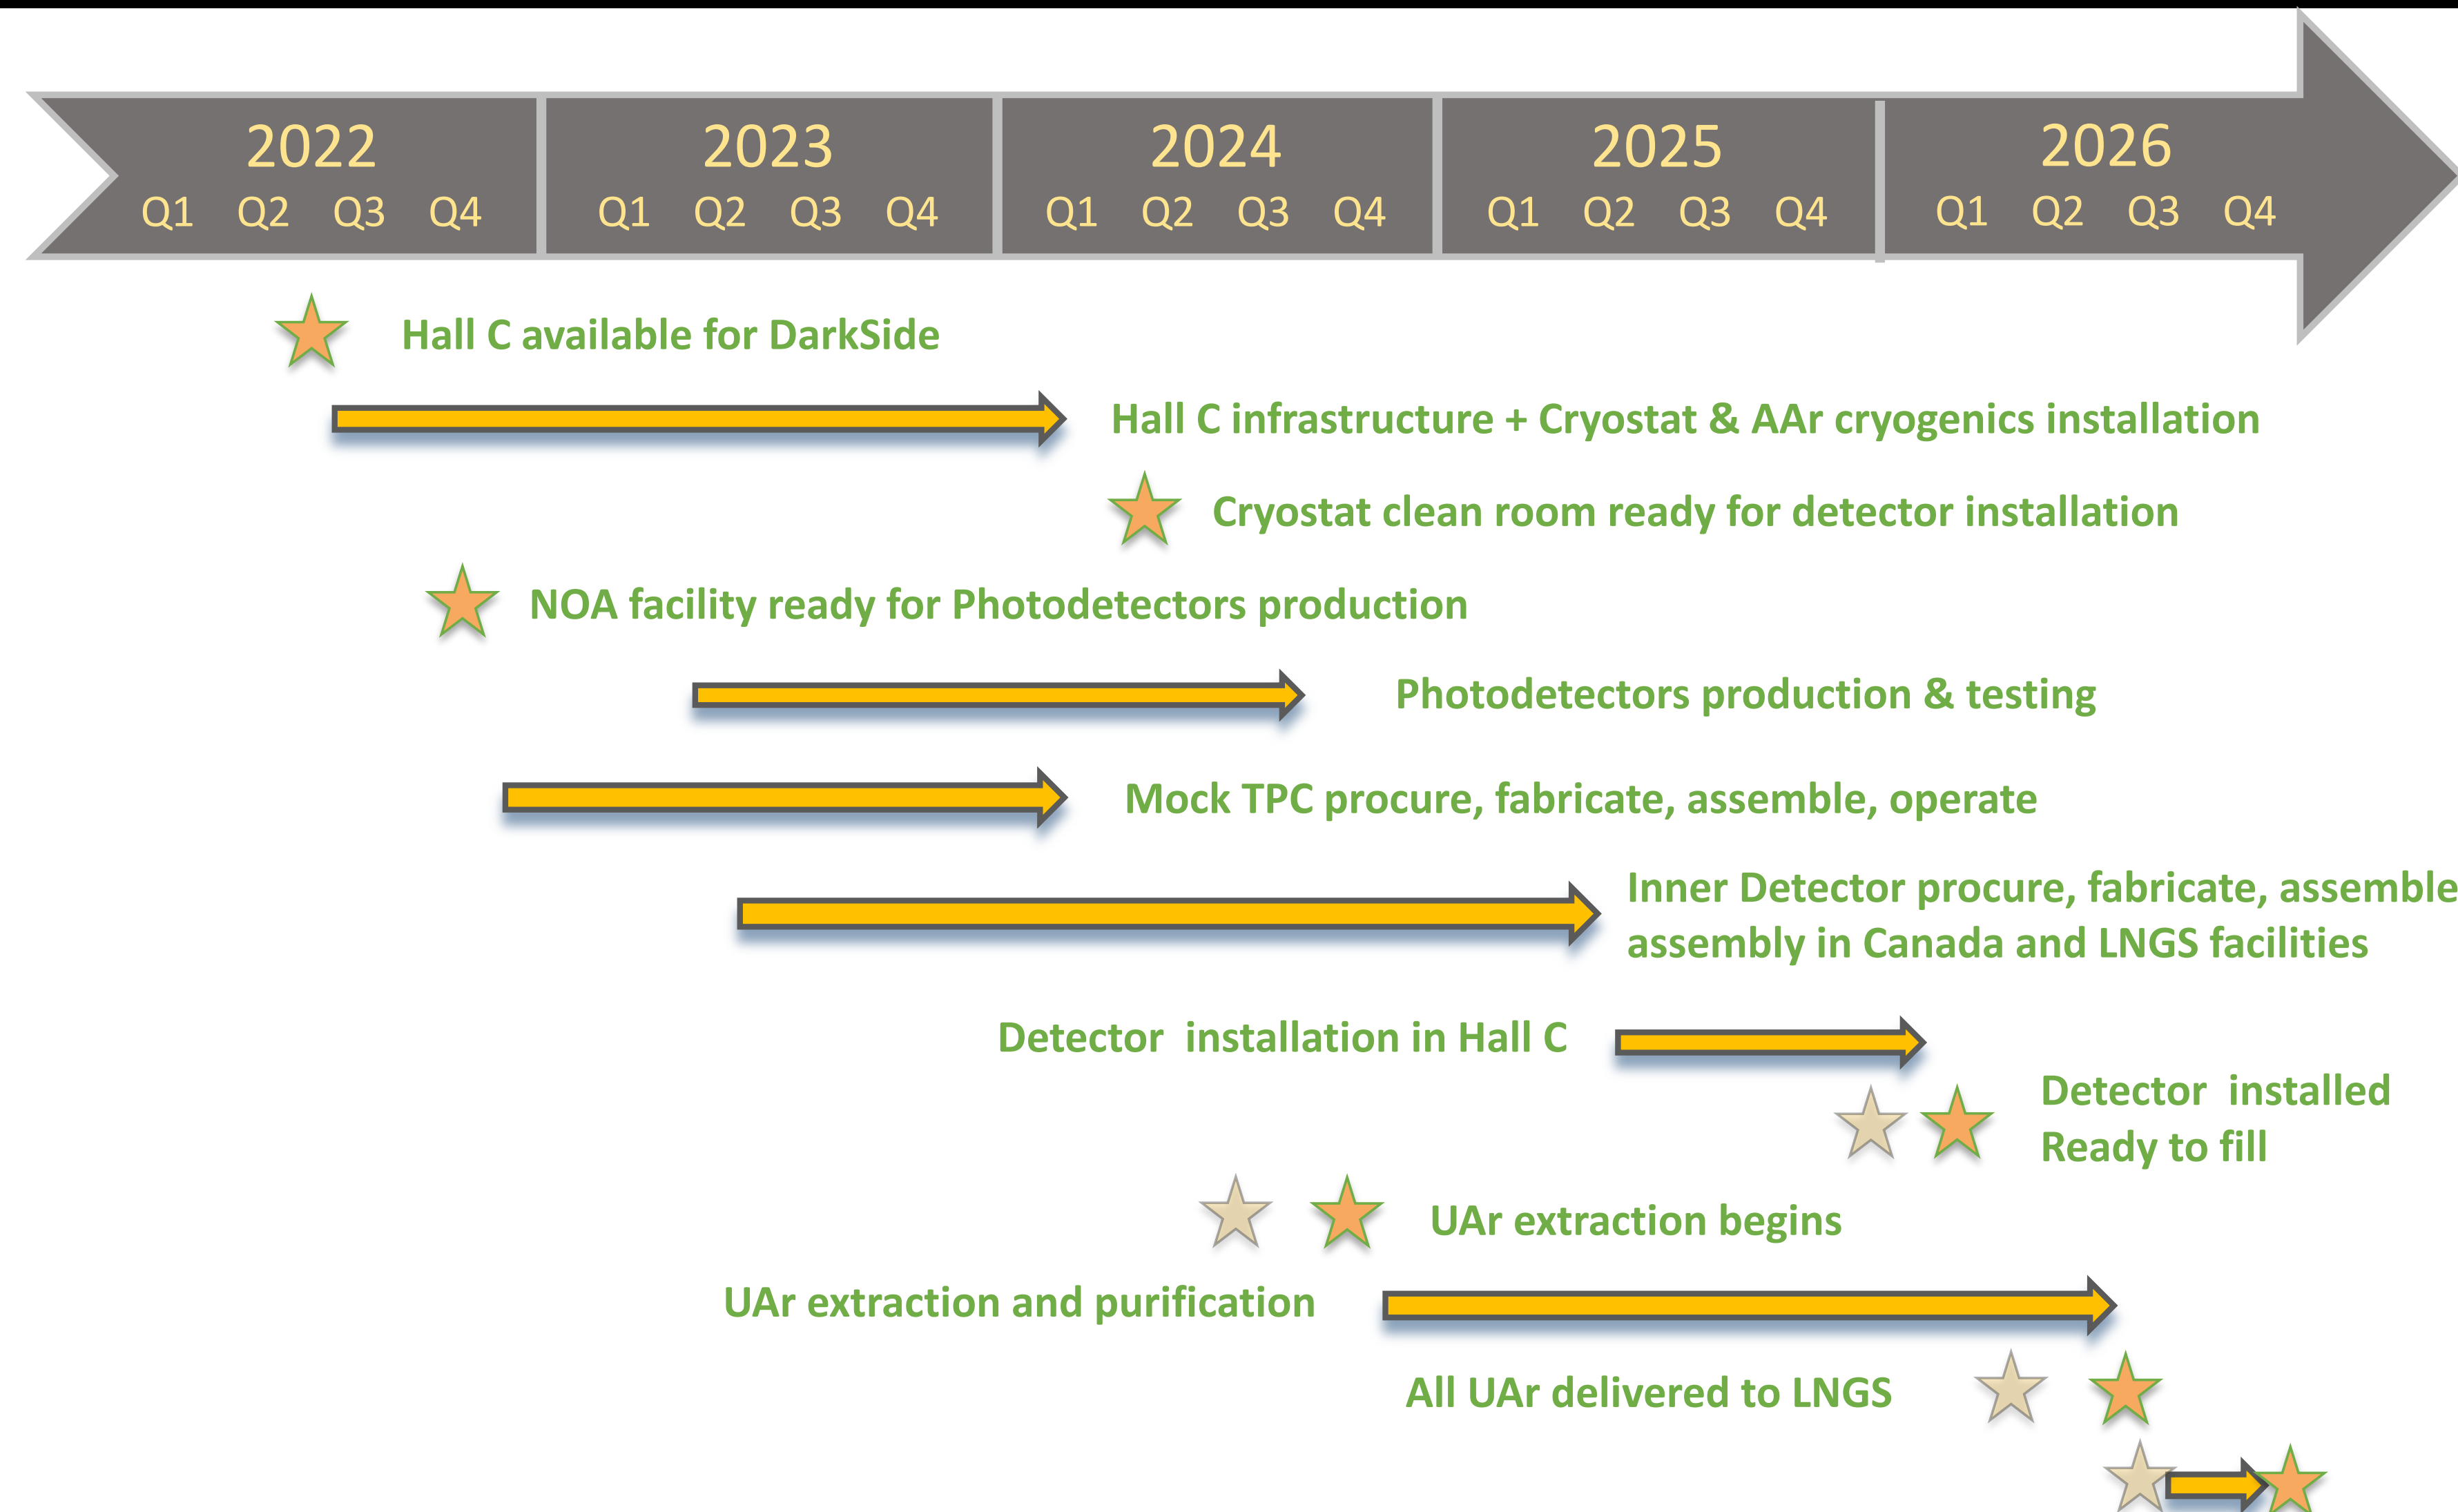 2022 2023 2024 2025 2026
Q1 Q2 Q3 Q4 Q1 Q2 Q3 Q4 Q1 Q2 Q3 Q4 Q1 Q2 Q3 Q4 Q1 Q2 Q3 Q4
Hall C available for DarkSide
Hall C infrastructure + Cryostat & AAr cryogenics installation
Cryostat clean room ready for detector installation
NOA facility ready for Photodetectors production
Photodetectors production & testing
Mock TPC procure, fabricate, assemble, operate
Inner Detector procure, fabricate, assemble
assembly in Canada and LNGS facilities
Detector installation in Hall C
Detector installed
Ready to fill
UAr extraction begins
UAr extraction and purification
All UAr delivered to LNGS